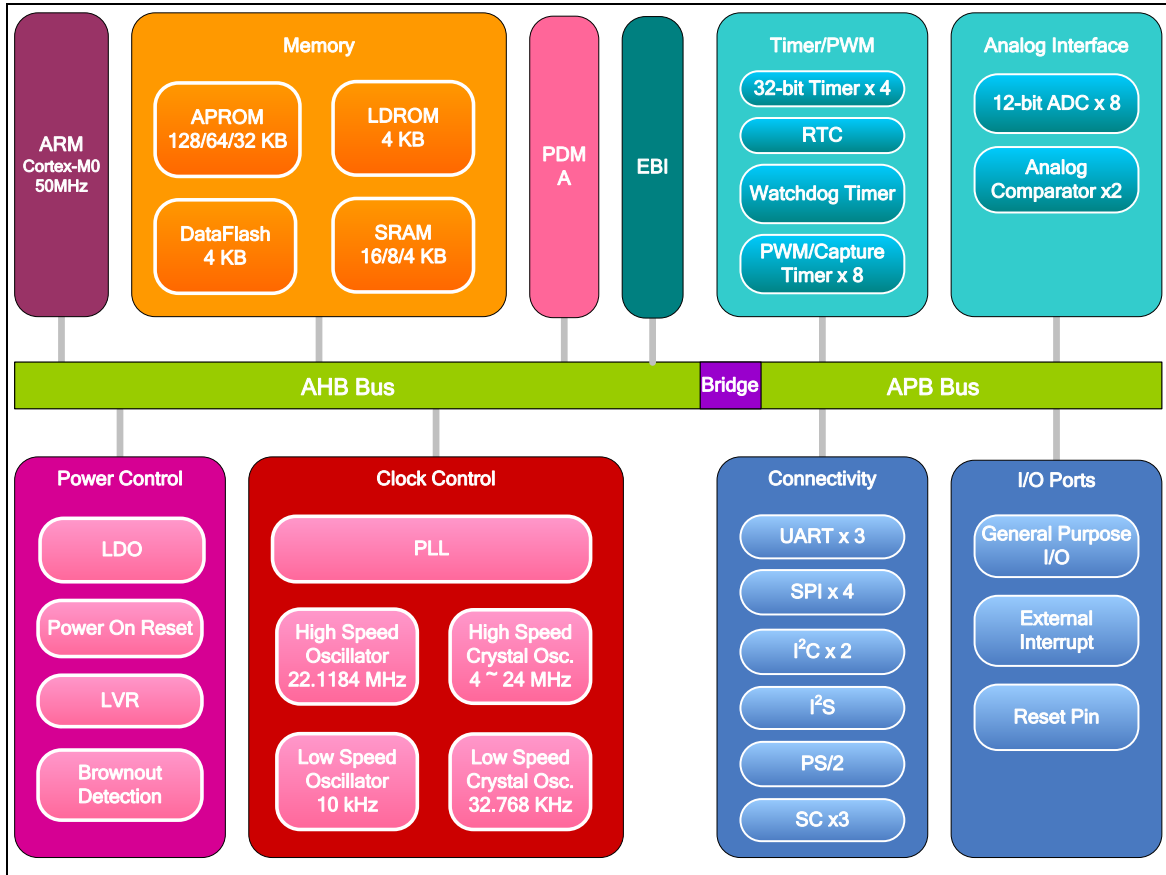 ARM
Cortex-M0
50MHz
Memory
APROM
128/64/32 KB
LDROM
4 KB
DataFlash
4 KB
SRAM
16/8/4 KB
PDM
A
EBI
Timer/PWM
32-bit Timer x 4
RTC
Watchdog Timer
PWM/Capture
Timer x 8
Analog Interface
12-bit ADC x 8
Analog
Comparator x2
AHB Bus
Bridge
APB Bus
Power Control
LDO
Power On Reset
LVR
Brownout
Detection
Clock Control
PLL
High Speed
Oscillator
22.1184 MHz
High Speed
Crystal Osc.
4 ~ 24 MHz
Low Speed
Oscillator
10 kHz
Low Speed
Crystal Osc.
32.768 KHz
Connectivity
UART x 3
SPI x 4
I²C x 2
I²S
PS/2
SC x3
I/O Ports
General Purpose
I/O
External
Interrupt
Reset Pin